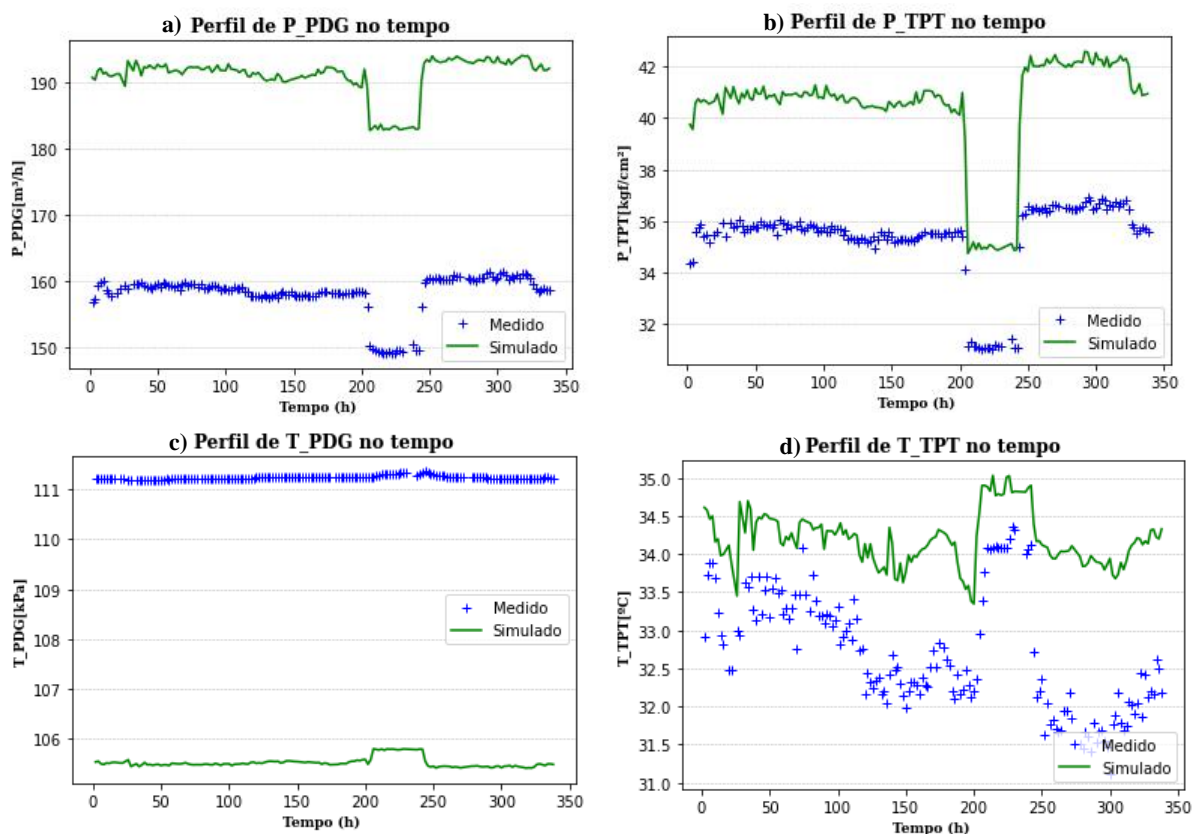 a) Perfil de P_PDG no tempo
P_PDG[m³/h]
190
180
170
160
150
0 50 100 150 200 250 300 350
Tempo (h)
Medido
Simulado
b) Perfil de P_TPT no tempo
P_TPT[kgf/cm²]
42
40
38
36
34
32
0 50 100 150 200 250 300 350
Tempo (h)
Medido
Simulado
c) Perfil de T_PDG no tempo
T_PDG[kPa]
111
110
109
108
107
106
0 50 100 150 200 250 300 350
Tempo (h)
Medido
Simulado
d) Perfil de T_TPT no tempo
T_TPT[ºC]
35.0
34.5
34.0
33.5
33.0
32.5
32.0
31.5
31.0
0 50 100 150 200 250 300 350
Tempo (h)
Medido
Simulado